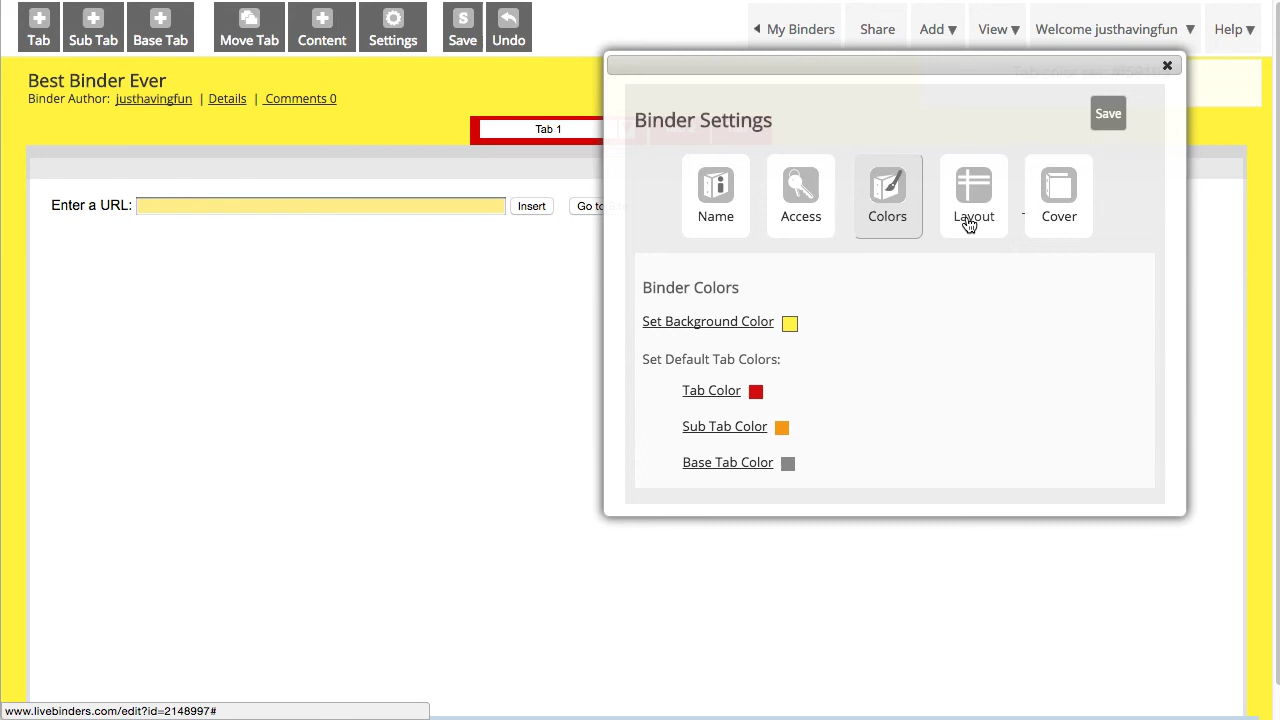 Tab
Sub Tab
Base Tab
Move Tab
Content
Settings
S
Save
Undo
My Binders
Share
Add ▾
View ▾
Welcome justhavingfun ▾
Help ▾
Best Binder Ever
Binder Author: justhavingfun | Details | Comments 0
Tab 1
Enter a URL:
Insert
Go to
Binder Settings
Save
Name
Access
Colors
Layout
Cover
Binder Colors
Set Background Color
Set Default Tab Colors:
Tab Color
Sub Tab Color
Base Tab Color
www.livebinders.com/edit?id=2148997#